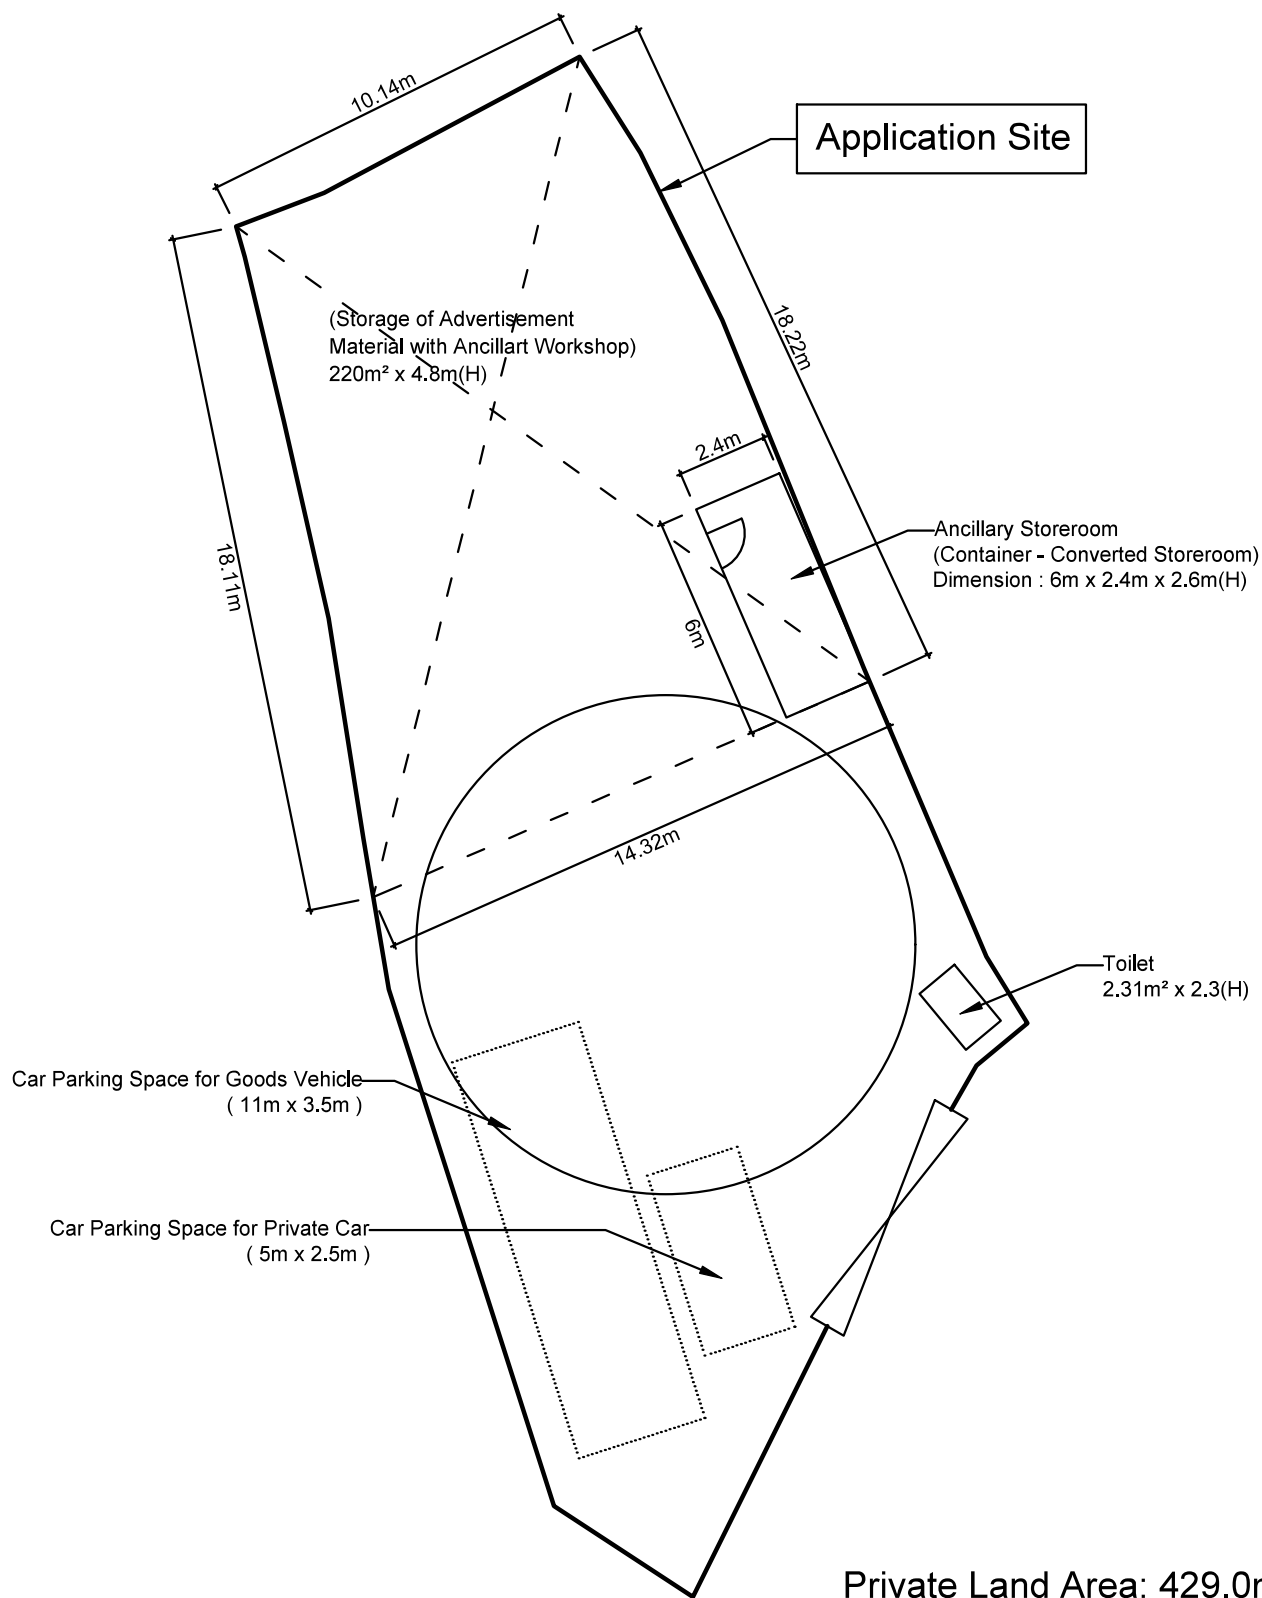 10.14m
Application Site
(Storage of Advertisement
Material with Ancillart Workshop)
220m² x 4.8m(H)
18.22m
2.4m
Ancillary Storeroom
(Container - Converted Storeroom)
Dimension : 6m x 2.4m x 2.6m(H)
18.11m
6m
14.32m
Toilet
2.31m² x 2.3(H)
Car Parking Space for Goods Vehicle
( 11m x 3.5m )
Car Parking Space for Private Car
( 5m x 2.5m )
Private Land Area: 429.0